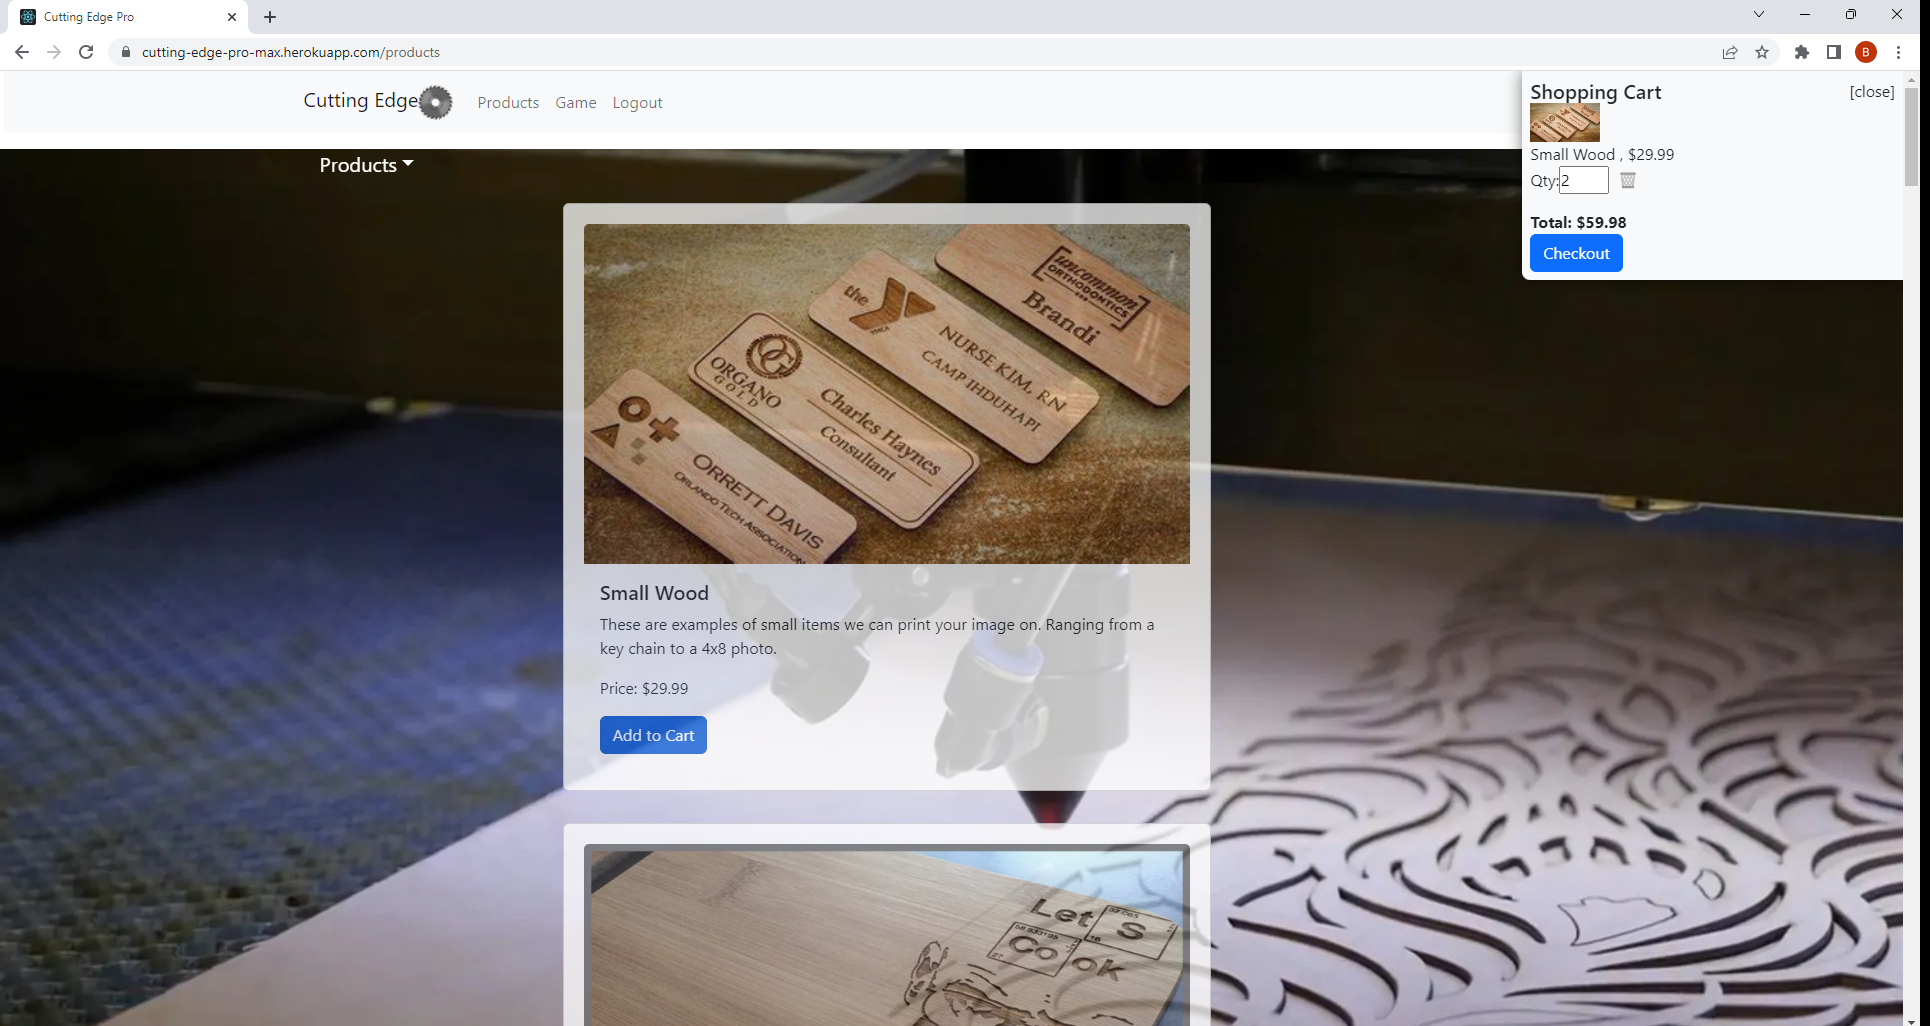 Cutting Edge Pro
cutting-edge-pro-max.herokuapp.com/products
B
Cutting Edge
Products
Game
Logout
Shopping Cart
[close]
Small Wood , $29.99
Qty:2
Total: $59.98
Checkout
Products
uncommon
ORTHODONTICS
Brandi
the
YMCA
NURSE KIM, RN
CAMP IHDUHAPI
OG
ORGANO
GOLD
Charles Haynes
Consultant
ORRETT DAVIS
ORLANDO TECH ASSOCIATION
Small Wood
These are examples of small items we can print your image on. Ranging from a
key chain to a 4x8 photo.
Price: $29.99
Add to Cart
Let
S
Co
ok